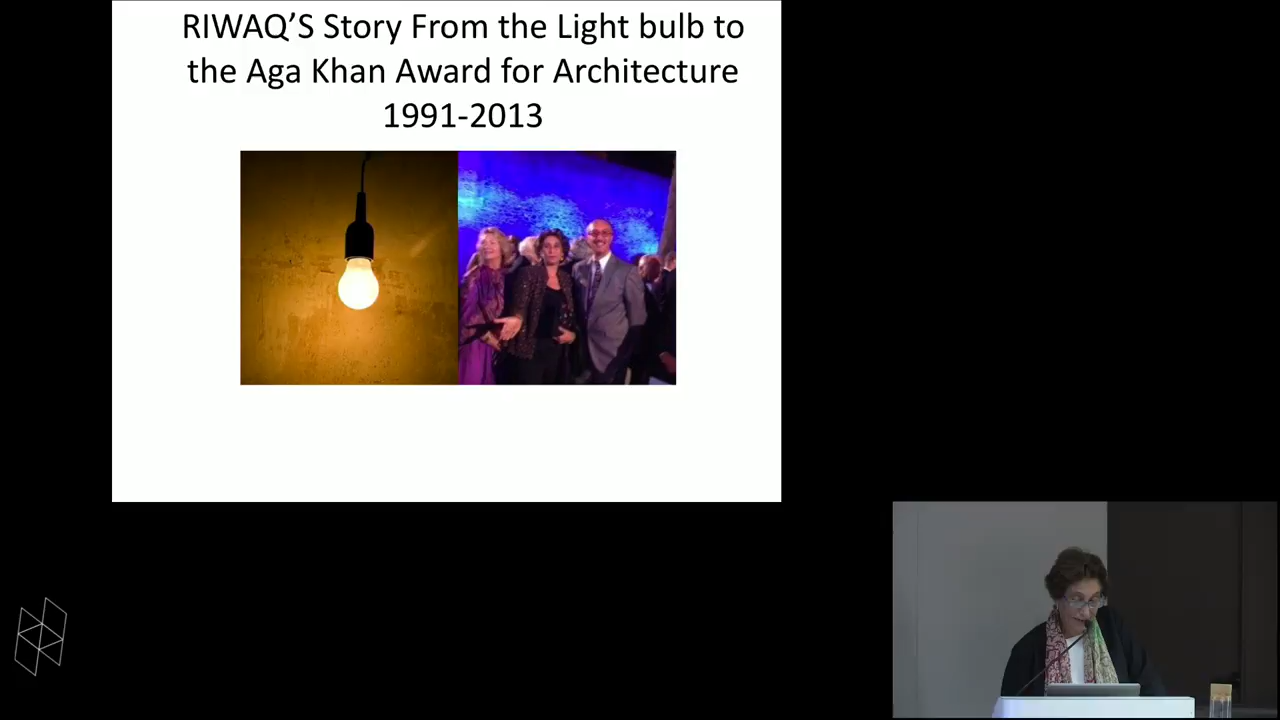 RIWAQ’S Story From the Light bulb to
the Aga Khan Award for Architecture
1991-2013